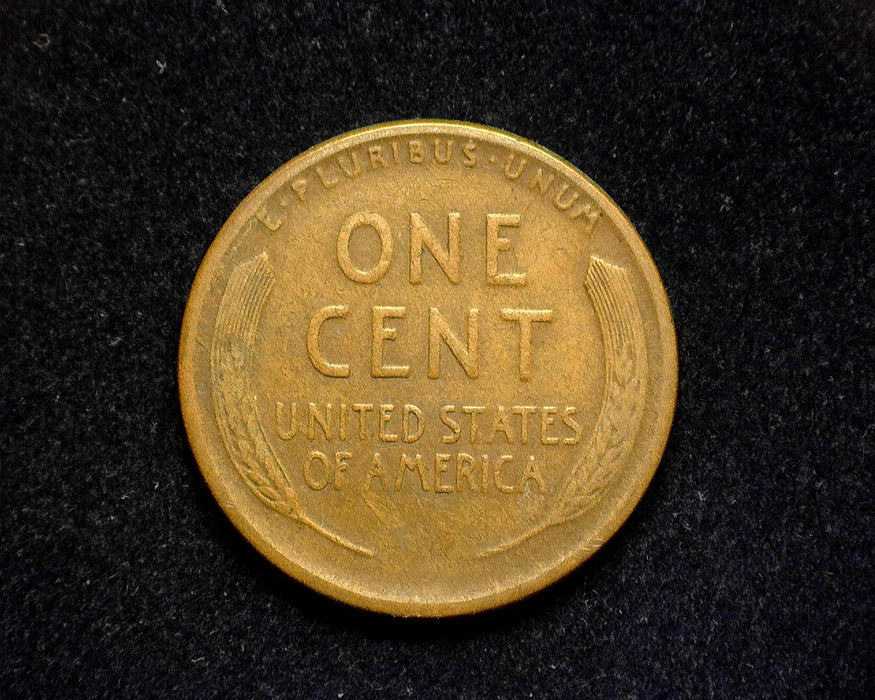 E·PLURIBUS·UNUM
ONE
CENT
UNITED STATES
OF AMERICA